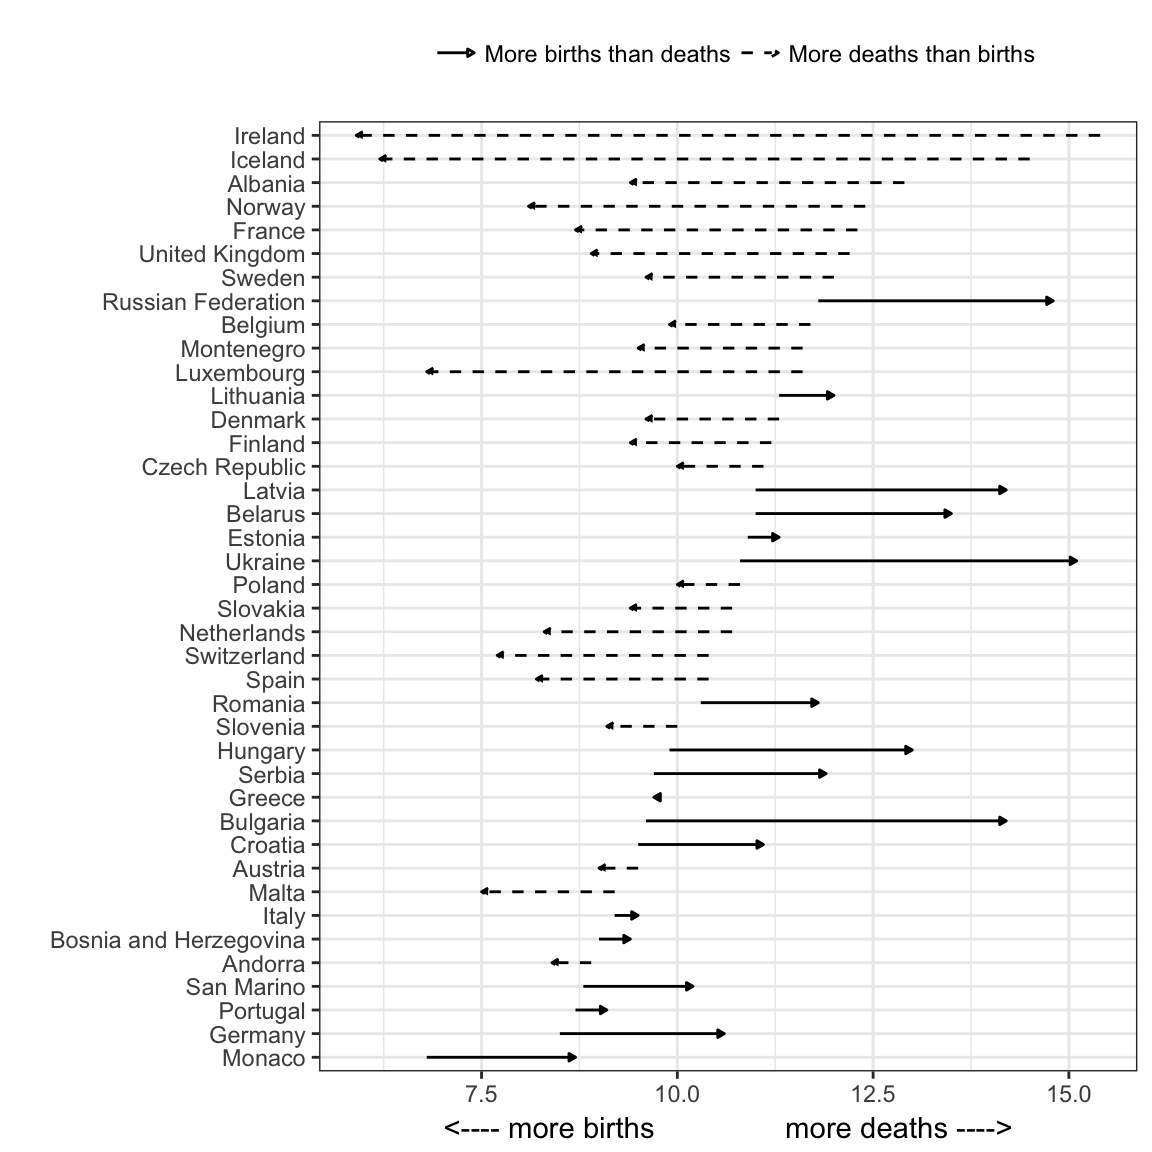 More births than deaths More deaths than births
Ireland
Iceland
Albania
Norway
France
United Kingdom
Sweden
Russian Federation
Belgium
Montenegro
Luxembourg
Lithuania
Denmark
Finland
Czech Republic
Latvia
Belarus
Estonia
Ukraine
Poland
Slovakia
Netherlands
Switzerland
Spain
Romania
Slovenia
Hungary
Serbia
Greece
Bulgaria
Croatia
Austria
Malta
Italy
Bosnia and Herzegovina
Andorra
San Marino
Portugal
Germany
Monaco
7.5 10.0 12.5 15.0
<---- more births more deaths ---->